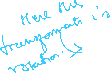 Here the
transformation is
rotation